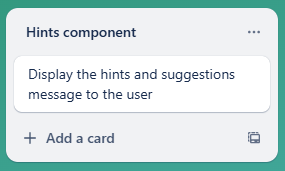 Hints component
Display the hints and suggestions
message to the user
Add a card